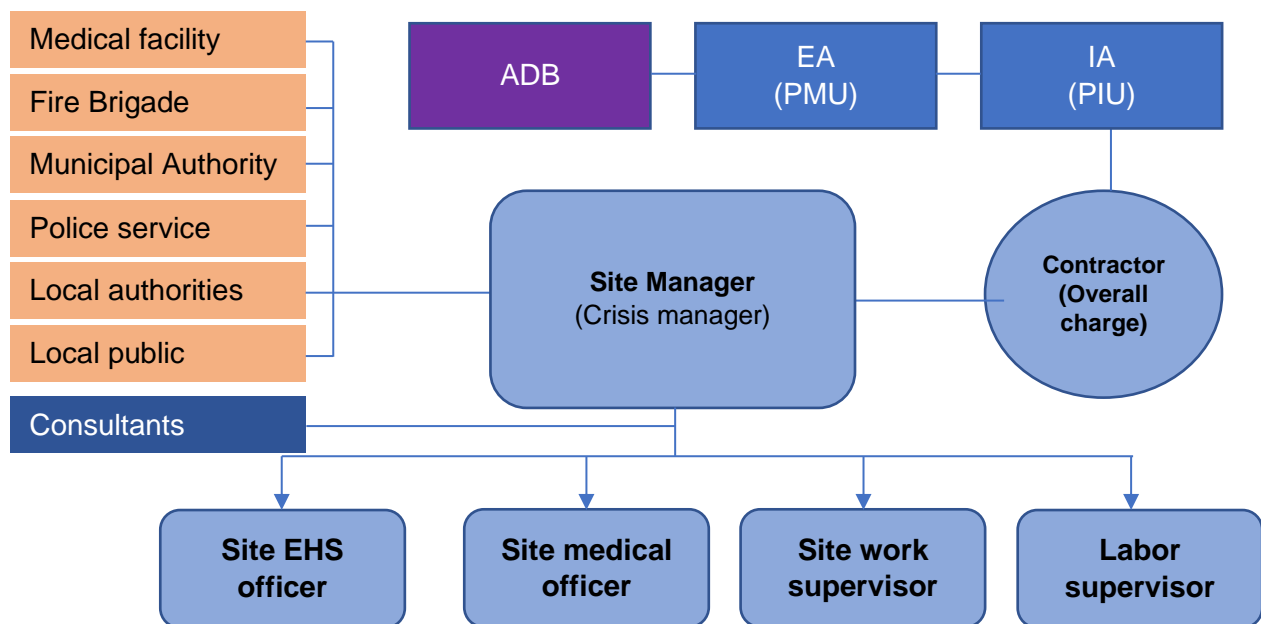 Medical facility
Fire Brigade
Municipal Authority
Police service
Local authorities
Local public
Consultants
ADB
EA
(PMU)
IA
(PIU)
Site Manager
(Crisis manager)
Contractor
(Overall
charge)
Site EHS
officer
Site medical
officer
Site work
supervisor
Labor
supervisor